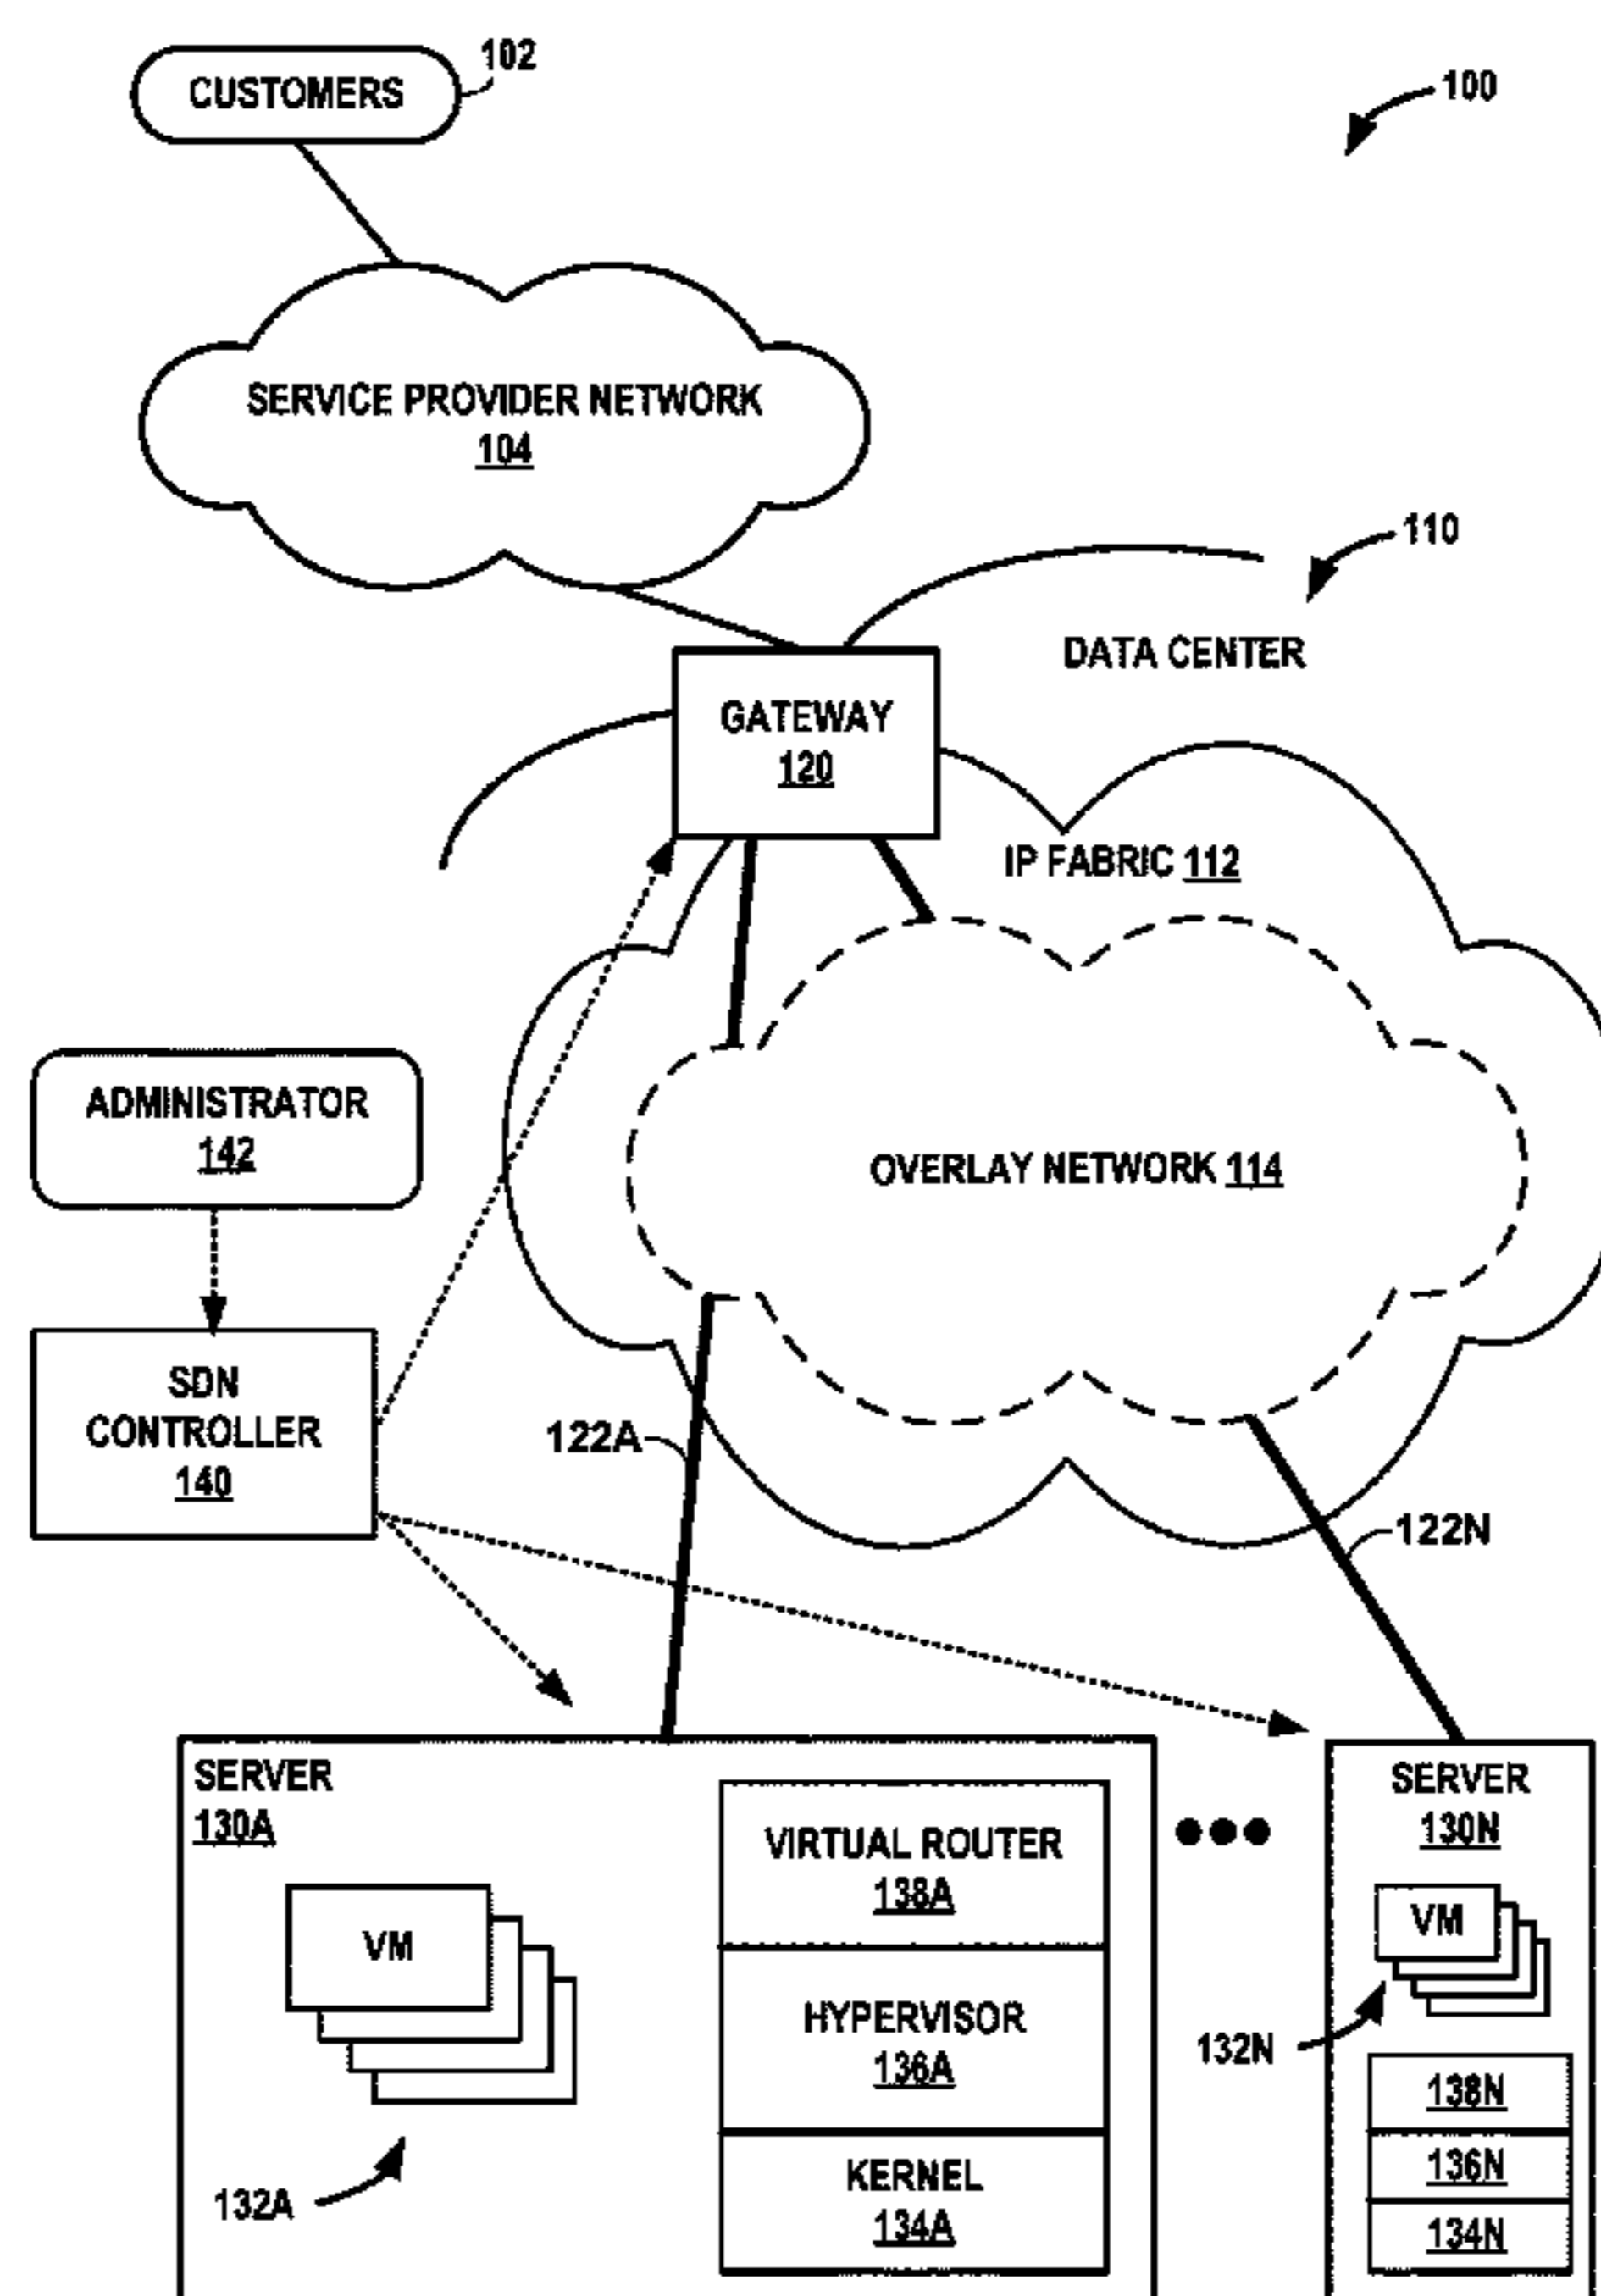 CUSTOMERS
102
100
SERVICE PROVIDER NETWORK
104
110
DATA CENTER
GATEWAY
120
IP FABRIC 112
ADMINISTRATOR
142
OVERLAY NETWORK 114
SDN
CONTROLLER
140
122A
122N
SERVER
130A
VIRTUAL ROUTER
138A
VM
HYPERVISOR
136A
KERNEL
134A
132A
SERVER
130N
VM
132N
138N
136N
134N